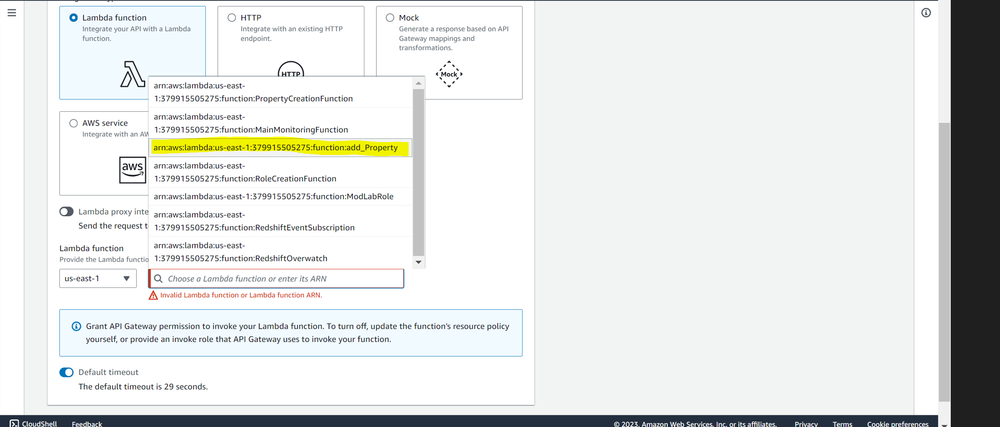 Lambda function
Integrate your API with a Lambda
function.
HTTP
Integrate with an existing HTTP
endpoint.
HTTP
Mock
Generate a response based on API
Gateway mappings and
transformations.
Mock
AWS service
Integrate with an
aws
arn:aws:lambda:us-east-
1:379915505275:function:PropertyCreationFunction
arn:aws:lambda:us-east-
1:379915505275:function:MainMonitoringFunction
arn:aws:lambda:us-east-1:379915505275:function:add_Property
arn:aws:lambda:us-east-
1:379915505275:function:RoleCreationFunction
arn:aws:lambda:us-east-1:379915505275:function:ModLabRole
arn:aws:lambda:us-east-
1:379915505275:function:RedshiftEventSubscription
arn:aws:lambda:us-east-
1:379915505275:function:RedshiftOverwatch
Lambda proxy inte
Send the request t
Lambda function
Provide the Lambda functio
us-east-1
Choose a Lambda function or enter its ARN
Invalid Lambda function or Lambda function ARN.
Grant API Gateway permission to invoke your Lambda function. To turn off, update the function's resource policy
yourself, or provide an invoke role that API Gateway uses to invoke your function.
Default timeout
The default timeout is 29 seconds.
CloudShell
Feedback
© 2023, Amazon Web Services, Inc. or its affiliates.
Privacy
Terms
Cookie preferences